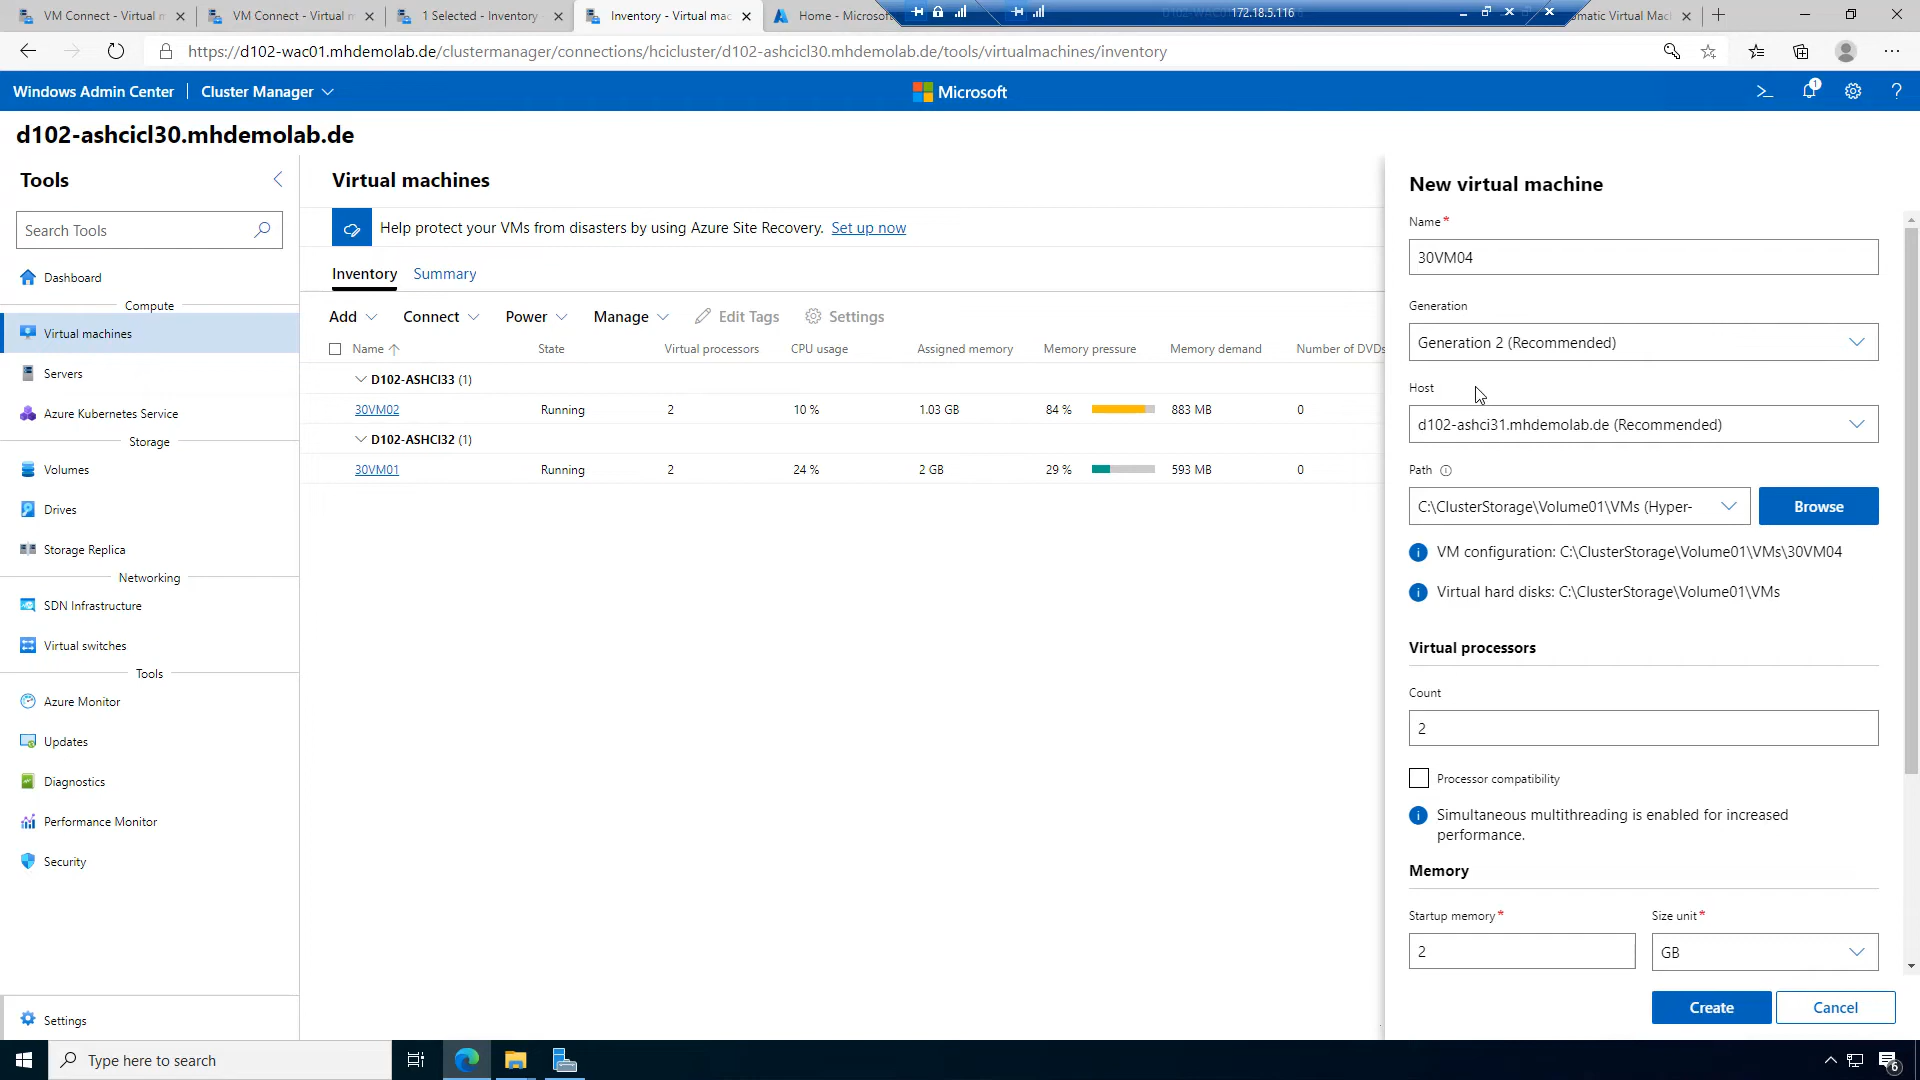 VM Connect - Virtual m
VM Connect - Virtual m
1 Selected - Inventory
Inventory - Virtual mac
Home - Microso
172.18.5.116
omatic Virtual Mac
https://d102-wac01.mhdemolab.de/clustermanager/connections/hcicluster/d102-ashcicl30.mhdemolab.de/tools/virtualmachines/inventory
Windows Admin Center
Cluster Manager
Microsoft
1
d102-ashcicl30.mhdemolab.de
Tools
Search Tools
Dashboard
Compute
Virtual machines
Servers
Azure Kubernetes Service
Storage
Volumes
Drives
Storage Replica
Networking
SDN Infrastructure
Virtual switches
Tools
Azure Monitor
Updates
Diagnostics
Performance Monitor
Security
Settings
Virtual machines
Help protect your VMs from disasters by using Azure Site Recovery. Set up now
Inventory Summary
Add Connect Power Manage Edit Tags Settings
Name State Virtual processors CPU usage Assigned memory Memory pressure Memory demand Number of DVDs
D102-ASHCI33 (1)
30VM02 Running 2 10 % 1.03 GB 84 % 883 MB 0
D102-ASHCI32 (1)
30VM01 Running 2 24 % 2 GB 29 % 593 MB 0
New virtual machine
Name*
30VM04
Generation
Generation 2 (Recommended)
Host
d102-ashci31.mhdemolab.de (Recommended)
Path
C:\ClusterStorage\Volume01\VMs (Hyper-
Browse
VM configuration: C:\ClusterStorage\Volume01\VMs\30VM04
Virtual hard disks: C:\ClusterStorage\Volume01\VMs
Virtual processors
Count
2
Processor compatibility
Simultaneous multithreading is enabled for increased
performance.
Memory
Startup memory* Size unit*
2 GB
Create Cancel
Type here to search
6